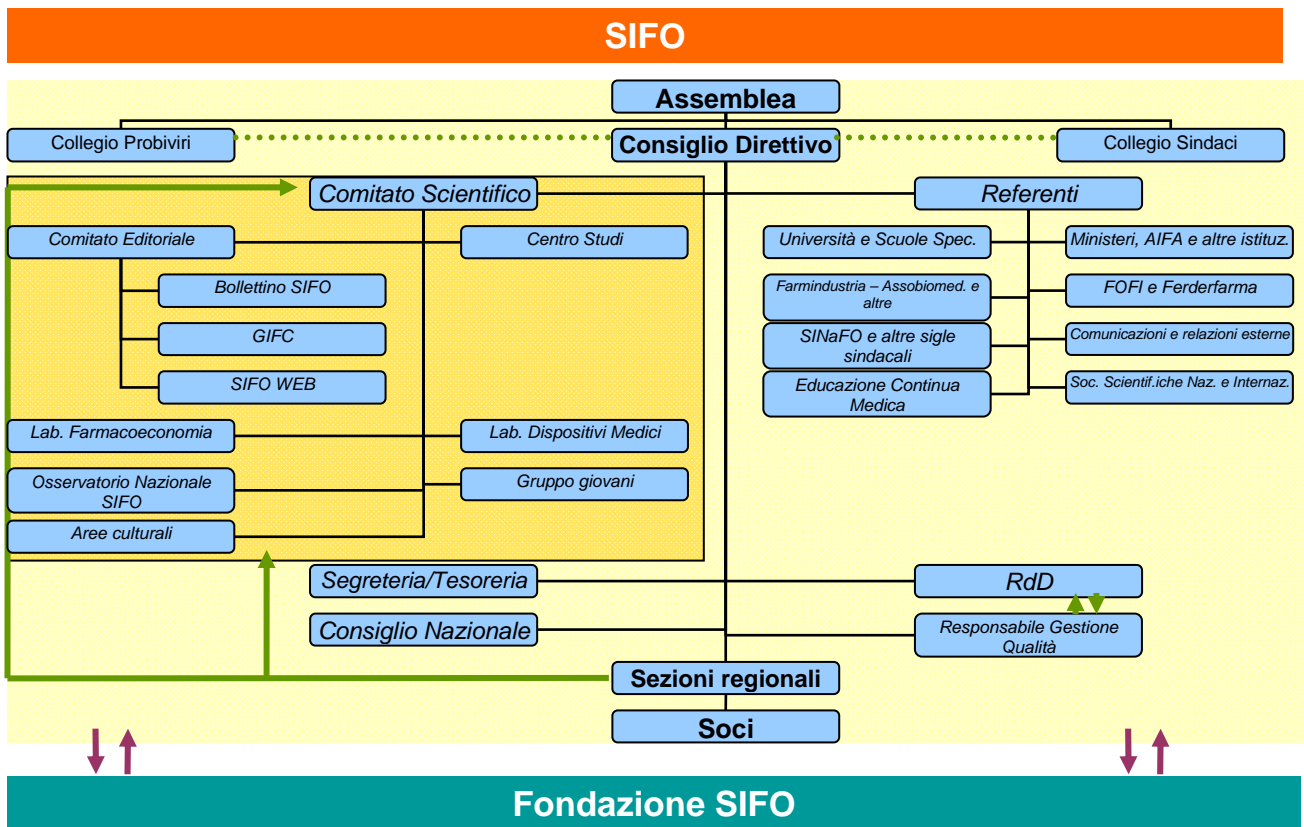 SIFO
Assemblea
Collegio Probiviri
Consiglio Direttivo
Collegio Sindaci
Comitato Scientifico
Referenti
Comitato Editoriale
Centro Studi
Università e Scuole Spec.
Ministeri, AIFA e altre istituz.
Bollettino SIFO
Farmindustria – Assobiomed. e
altre
FOFI e Ferderfarma
GIFC
SINaFO e altre sigle
sindacali
Comunicazioni e relazioni esterne
SIFO WEB
Educazione Continua
Medica
Soc. Scientif.iche Naz. e Internaz.
Lab. Farmacoeconomia
Lab. Dispositivi Medici
Osservatorio Nazionale
SIFO
Gruppo giovani
Aree culturali
Segreteria/Tesoreria
RdD
Consiglio Nazionale
Responsabile Gestione
Qualità
Sezioni regionali
Soci
Fondazione SIFO